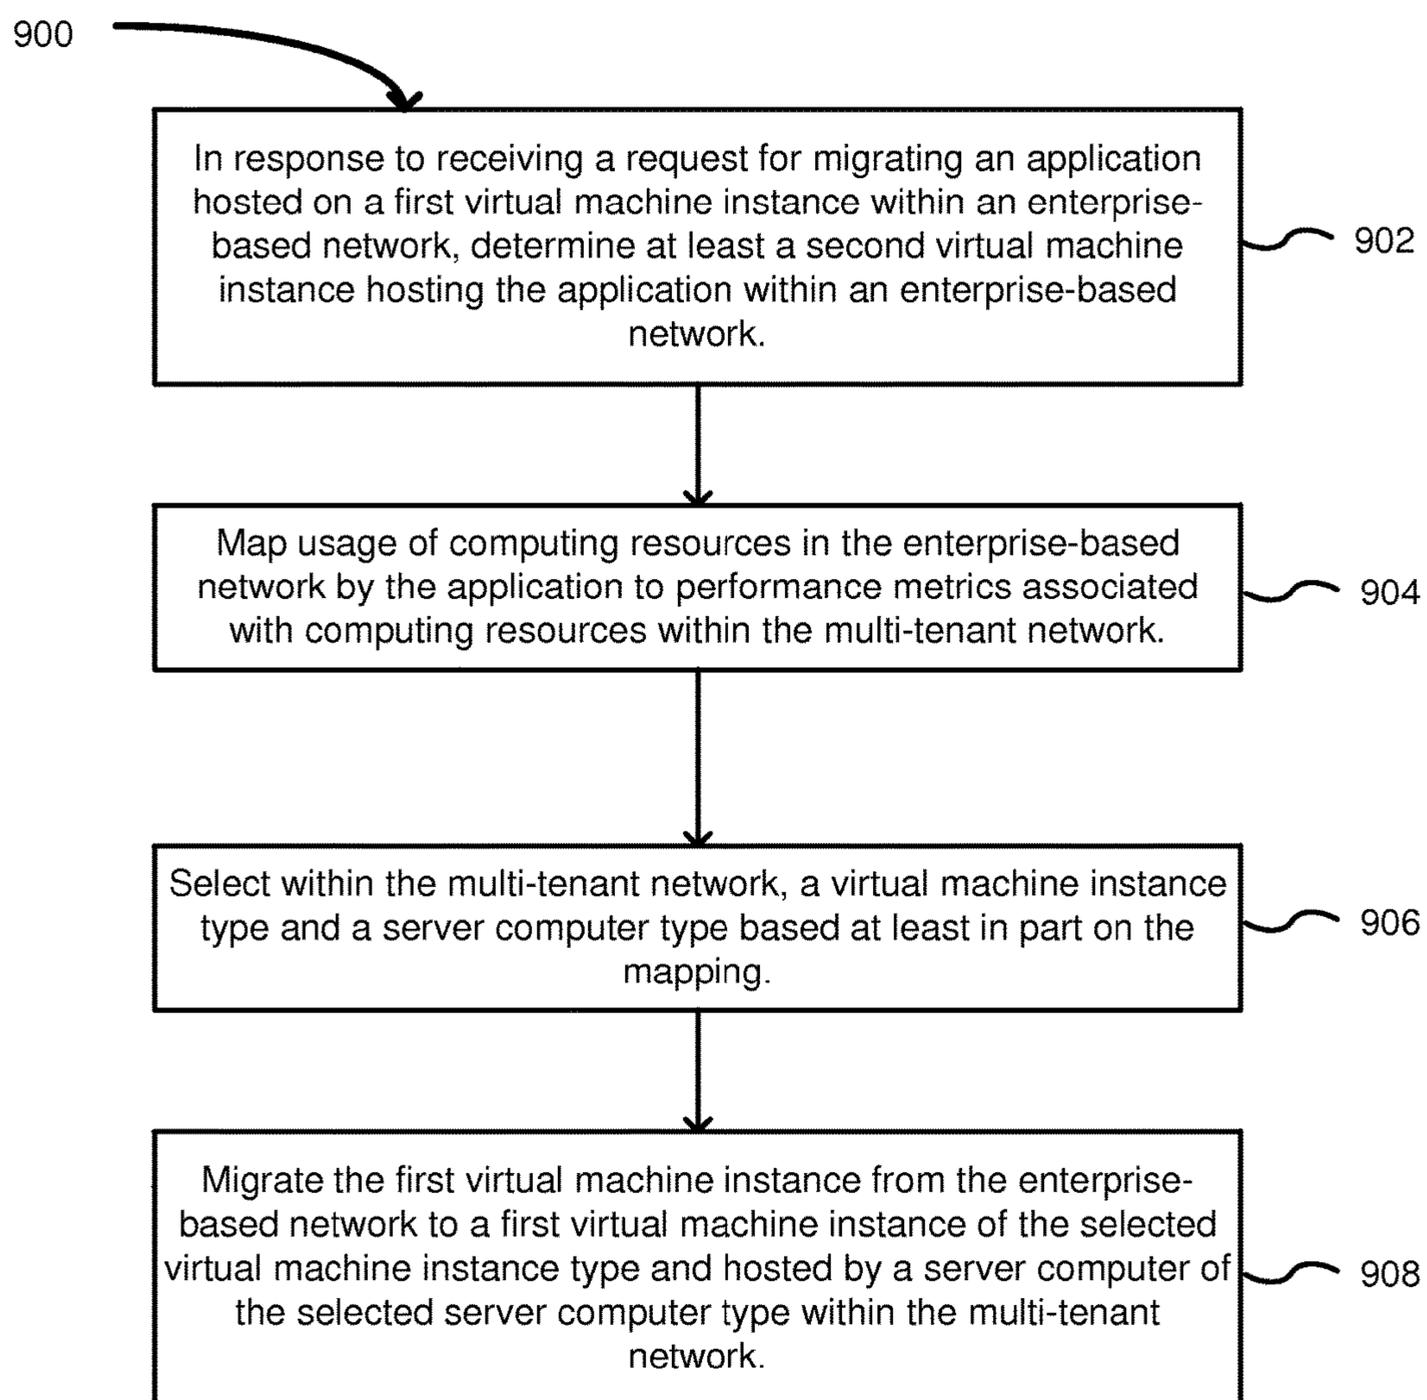 900
In response to receiving a request for migrating an application
hosted on a first virtual machine instance within an enterprise-
based network, determine at least a second virtual machine
instance hosting the application within an enterprise-based
network.
902
Map usage of computing resources in the enterprise-based
network by the application to performance metrics associated
with computing resources within the multi-tenant network.
904
Select within the multi-tenant network, a virtual machine instance
type and a server computer type based at least in part on the
mapping.
906
Migrate the first virtual machine instance from the enterprise-
based network to a first virtual machine instance of the selected
virtual machine instance type and hosted by a server computer of
the selected server computer type within the multi-tenant
network.
908